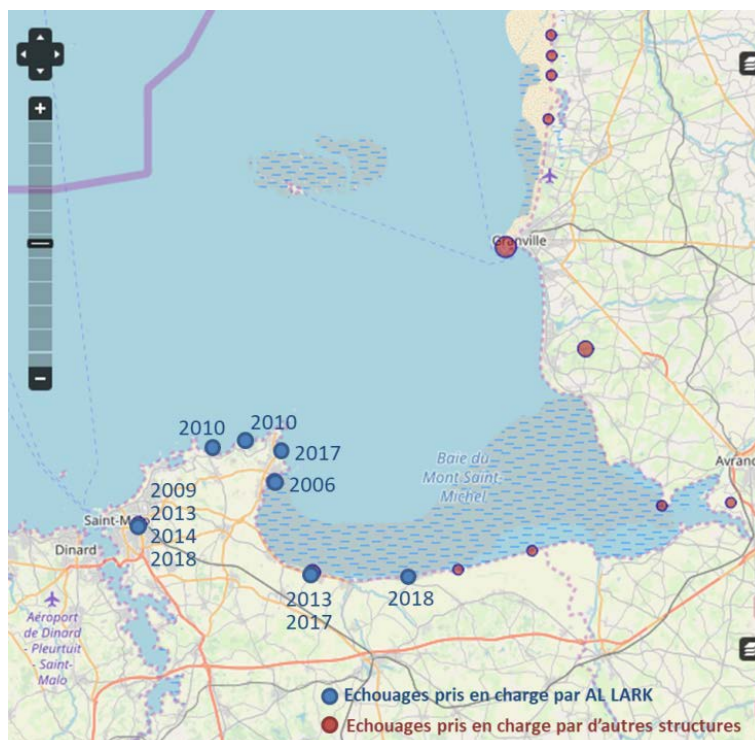 +
Granville
−
2010
2010
2017
Baie du
Mont Saint-
Michel
2006
Avran
2009
2013
Saint-Malo
2014
Dinard
2018
2013
2018
2017
Aéroport
de Dinard
- Pleurtuit
- Saint-
Malo
Echouages pris en charge par AL LARK
Echouages pris en charge par d'autres structures